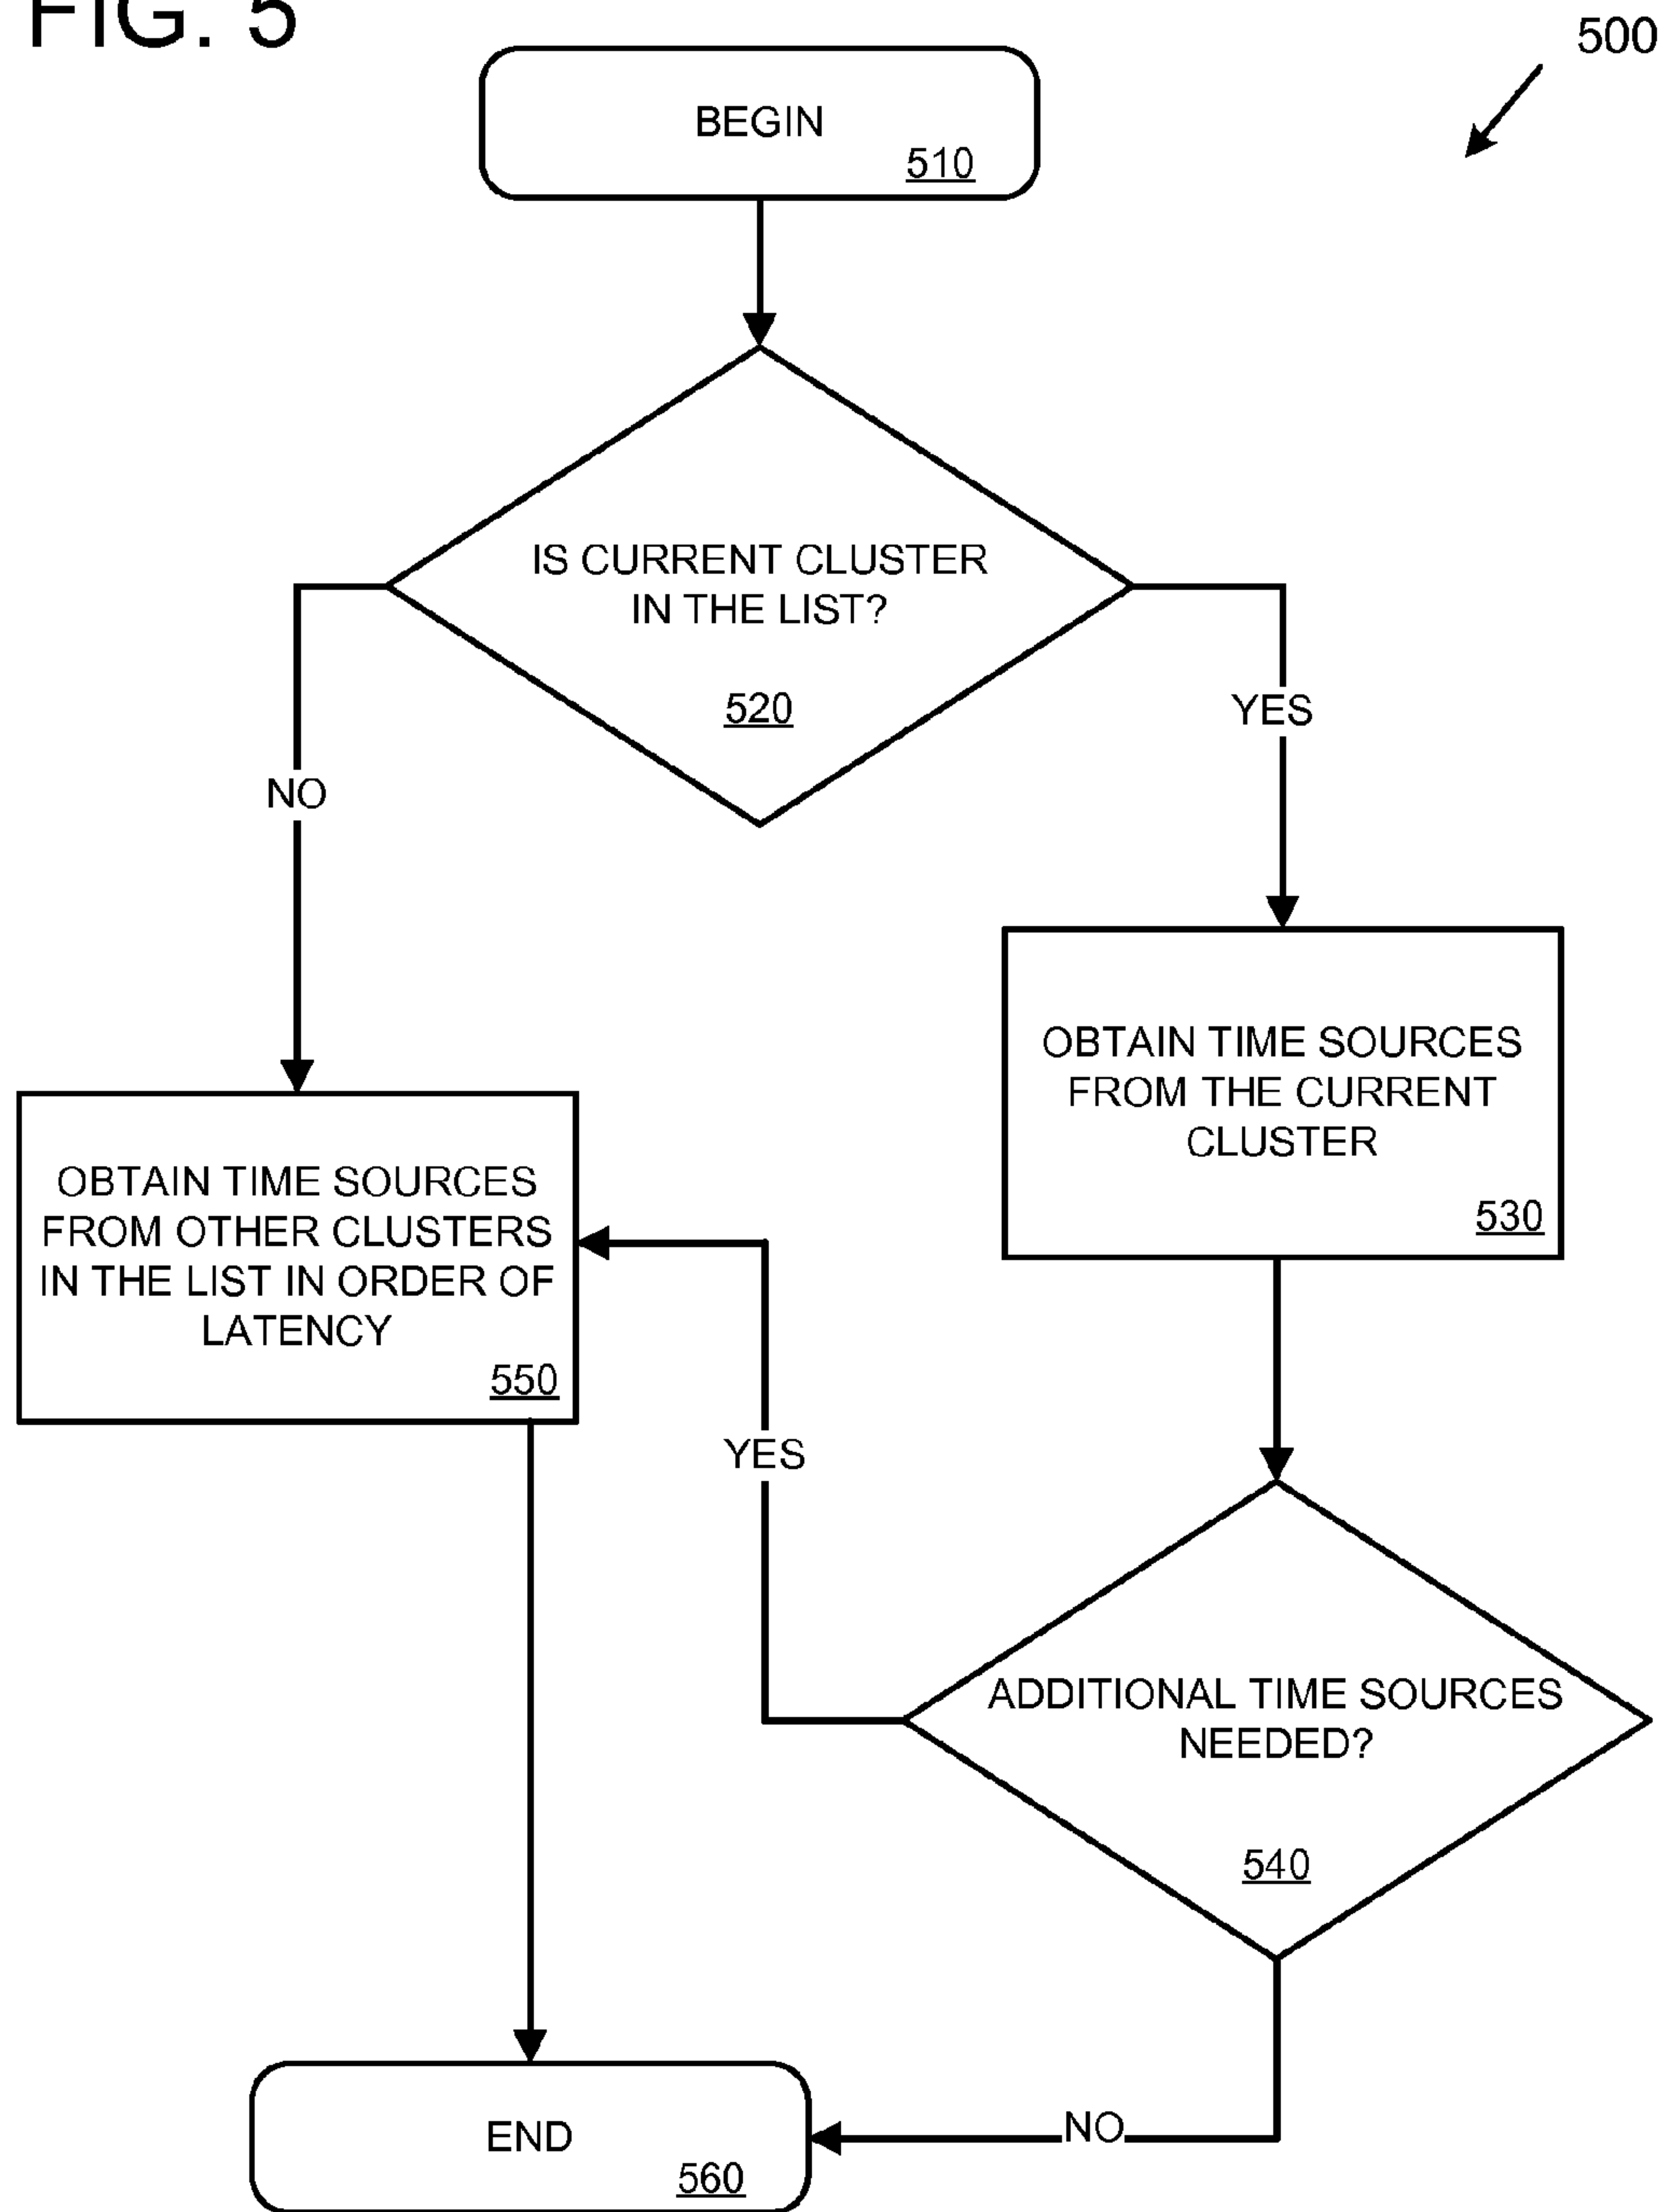 FIG. 5
500
BEGIN
510
IS CURRENT CLUSTER
IN THE LIST?
520
YES
NO
OBTAIN TIME SOURCES
FROM THE CURRENT
CLUSTER
530
OBTAIN TIME SOURCES
FROM OTHER CLUSTERS
IN THE LIST IN ORDER OF
LATENCY
550
YES
ADDITIONAL TIME SOURCES
NEEDED?
540
NO
END
560